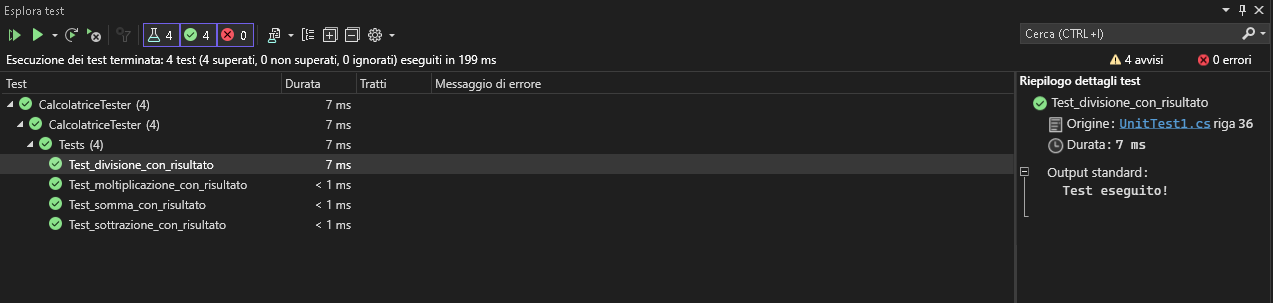 Esplora test
4 4 0
Cerca (CTRL+I)
Esecuzione dei test terminata: 4 test (4 superati, 0 non superati, 0 ignorati) eseguiti in 199 ms
4 avvisi 0 errori
Test Durata Tratti Messaggio di errore
CalcolatriceTester (4) 7 ms
CalcolatriceTester (4) 7 ms
Tests (4) 7 ms
Test_divisione_con_risultato 7 ms
Test_moltiplicazione_con_risultato < 1 ms
Test_somma_con_risultato < 1 ms
Test_sottrazione_con_risultato < 1 ms
Riepilogo dettagli test
Test_divisione_con_risultato
Origine: UnitTest1.cs riga 36
Durata: 7 ms
Output standard:
Test eseguito!